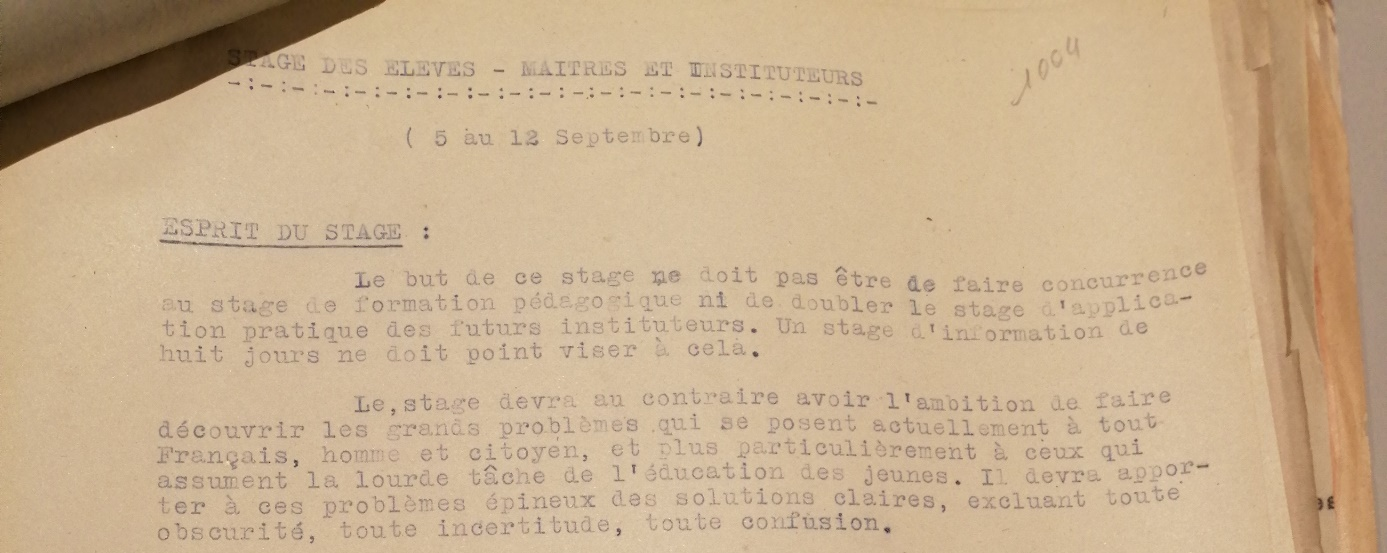 STAGE DES ELEVES - MAITRES ET INSTITUTEURS
-:-:-:-:-:-:-:-:-:-:-:-:-:-:-:-:-:-:-:-:-:-
1004
( 5 au 12 Septembre)
ESPRIT DU STAGE :
Le but de ce stage ne doit pas être de faire concurrence
au stage de formation pédagogique ni de doubler le stage d'applica-
tion pratique des futurs instituteurs. Un stage d'information de
huit jours ne doit point viser à cela.
Le,stage devra au contraire avoir l'ambition de faire
découvrir les grands problèmes qui se posent actuellement à tout
Français, homme et citoyen, et plus particulièrement à ceux qui
assument la lourde tâche de l'éducation des jeunes. Il devra appor-
ter à ces problèmes épineux des solutions claires, excluant toute
obscurité, toute incertitude, toute confusion.